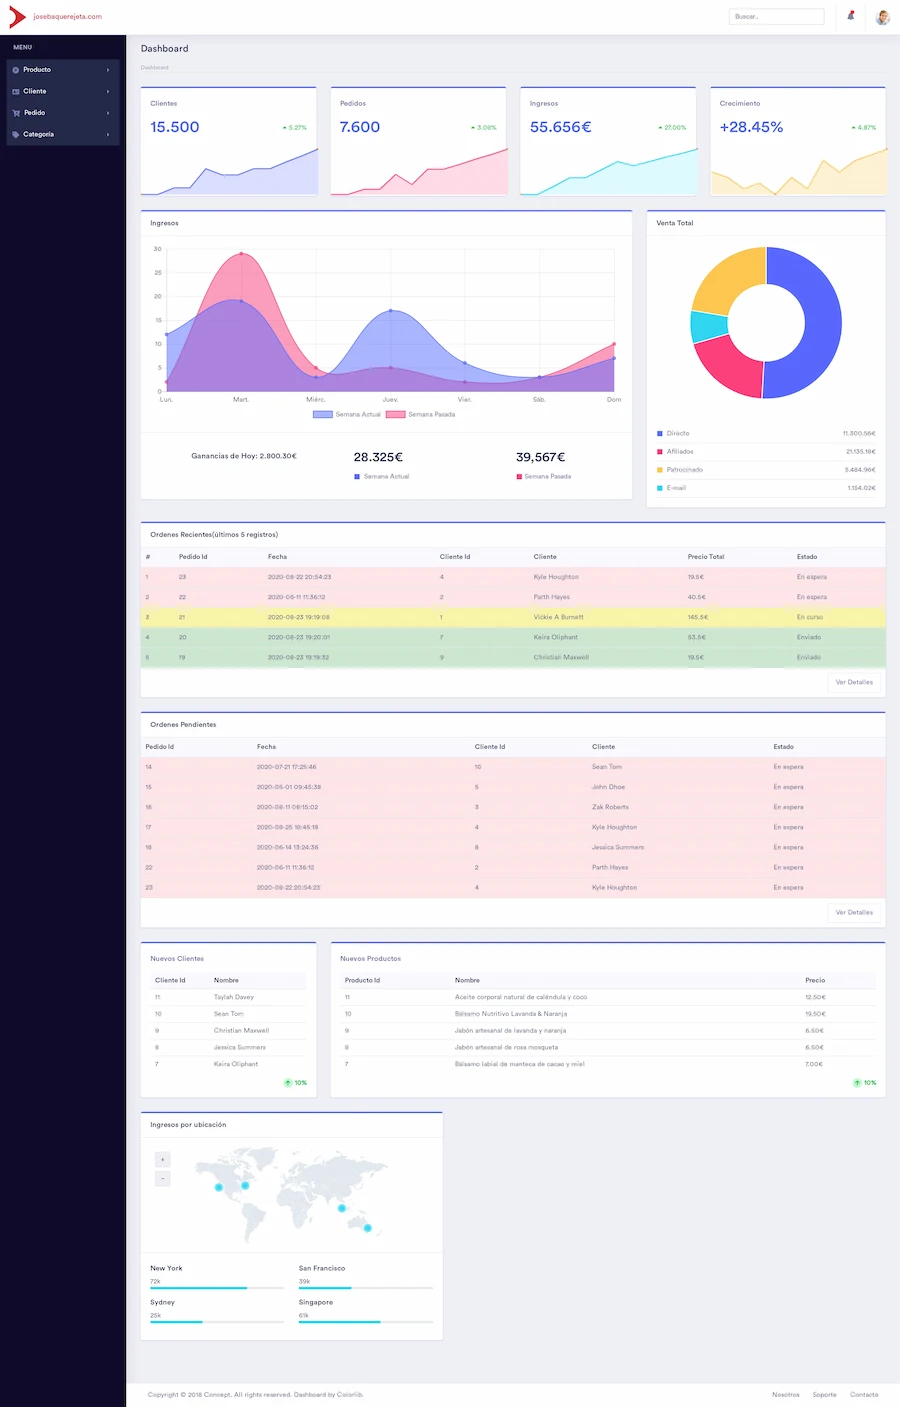 josebaquerejeta.com
Buscar..
MENU
Producto
Cliente
Pedido
Categoria
Dashboard
Dashboard
Clientes
15.500
5.27%
Pedidos
7.600
3.08%
Ingresos
55.656€
27.00%
Crecimiento
+28.45%
4.87%
Ingresos
30
25
20
15
10
5
0
Lun. Mart. Miérc. Juev. Vier. Sáb. Dom
Semana Actual Semana Pasada
Ganancias de Hoy: 2.800.30€
28.325€
Semana Actual
39,567€
Semana Pasada
Venta Total
Directo 11.300.56€
Afiliados 21.135.18€
Patrocinado 3.484.96€
E-mail 1.154.02€
Ordenes Recientes(últimos 5 registros)
# Pedido Id Fecha Cliente Id Cliente Precio Total Estado
1 23 2020-08-22 20:54:23 4 Kyle Houghton 19.5€ En espera
2 22 2020-06-11 11:36:12 2 Parth Hayes 40.5€ En espera
3 21 2020-08-23 19:19:08 1 Vickie A Burnett 145.5€ En curso
4 20 2020-08-23 19:20:01 7 Keira Oliphant 53.5€ Enviado
5 19 2020-08-23 19:19:32 9 Christian Maxwell 19.5€ Enviado
Ver Detalles
Ordenes Pendientes
Pedido Id Fecha Cliente Id Cliente Estado
14 2020-07-21 17:25:46 10 Sean Tom En espera
15 2020-05-01 09:45:38 5 John Dhoe En espera
16 2020-08-11 08:15:02 3 Zak Roberts En espera
17 2020-08-25 10:45:18 4 Kyle Houghton En espera
18 2020-06-14 13:24:36 8 Jessica Summers En espera
22 2020-06-11 11:36:12 2 Parth Hayes En espera
23 2020-08-22 20:54:23 4 Kyle Houghton En espera
Ver Detalles
Nuevos Clientes
Cliente Id Nombre
11 Taylah Davey
10 Sean Tom
9 Christian Maxwell
8 Jessica Summers
7 Keira Oliphant
10%
Nuevos Productos
Producto Id Nombre Precio
11 Aceite corporal natural de caléndula y coco 12.50€
10 Bálsamo Nutritivo Lavanda & Naranja 19.50€
9 Jabón artesanal de lavanda y naranja 6.50€
8 Jabón artesanal de rosa mosqueta 6.50€
7 Bálsamo labial de manteca de cacao y miel 7.00€
10%
Ingresos por ubicación
+
-
New York
72k
San Francisco
39k
Sydney
25k
Singapore
61k
Copyright © 2018 Concept. All rights reserved. Dashboard by Colorlib.
Nosotros Soporte Contacto